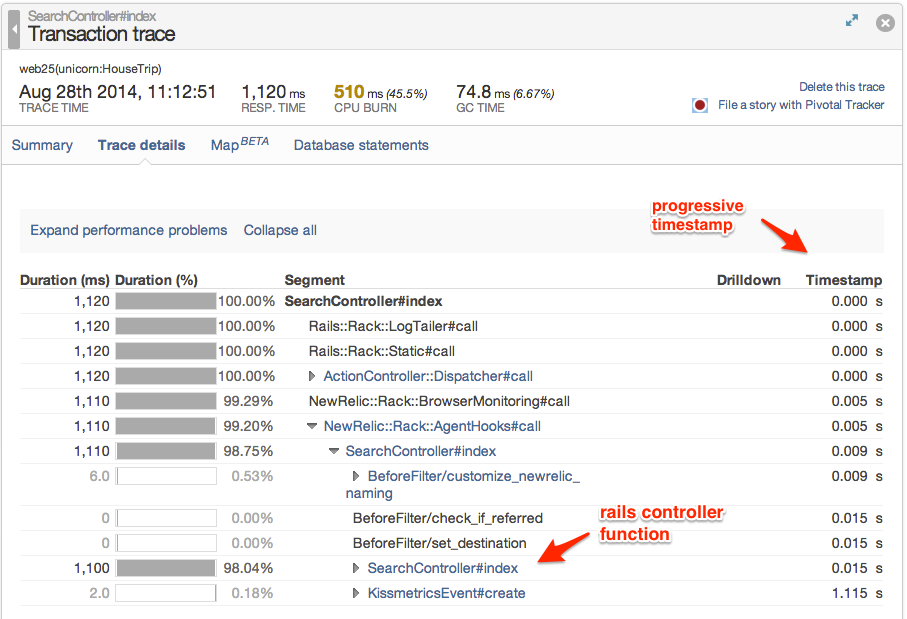 SearchController#index
Transaction trace
web25(unicorn:HouseTrip)
Aug 28th 2014, 11:12:51 1,120 ms 510 ms (45.5%) 74.8 ms (6.67%)
TRACE TIME RESP. TIME CPU BURN GC TIME
Delete this trace
File a story with Pivotal Tracker
Summary Trace details Map BETA Database statements
progressive
timestamp
Expand performance problems Collapse all
Duration (ms) Duration (%) Segment Drilldown Timestamp
1,120 100.00% SearchController#index 0.000 s
1,120 100.00% Rails::Rack::LogTailer#call 0.000 s
1,120 100.00% Rails::Rack::Static#call 0.000 s
1,120 100.00% ActionController::Dispatcher#call 0.000 s
1,110 99.29% NewRelic::Rack::BrowserMonitoring#call 0.005 s
1,110 99.20% NewRelic::Rack::AgentHooks#call 0.005 s
1,110 98.75% SearchController#index 0.009 s
6.0 0.53% BeforeFilter/customize_newrelic_ 0.009 s
naming
0 0.00% BeforeFilter/check_if_referred 0.015 s
0 0.00% BeforeFilter/set_destination 0.015 s
rails controller
function
1,100 98.04% SearchController#index 0.015 s
2.0 0.18% KissmetricsEvent#create 1.115 s